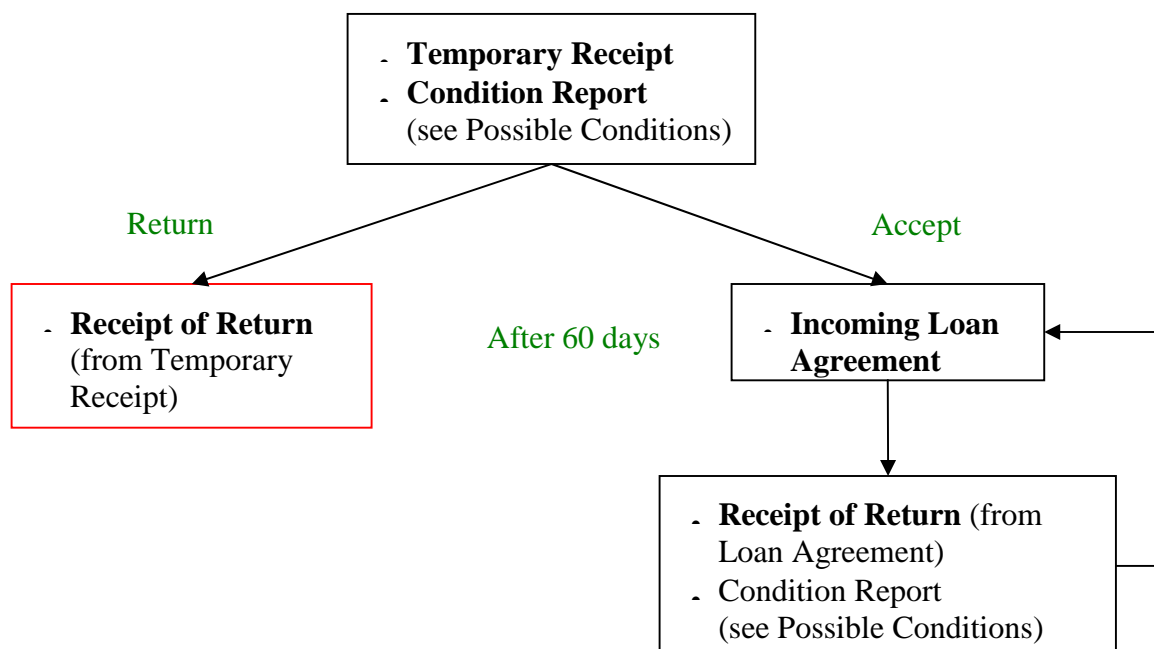 Temporary Receipt
Condition Report
(see Possible Conditions)
Return
Accept
Receipt of Return
(from Temporary
Receipt)
After 60 days
Incoming Loan
Agreement
Receipt of Return (from
Loan Agreement)
Condition Report
(see Possible Conditions)